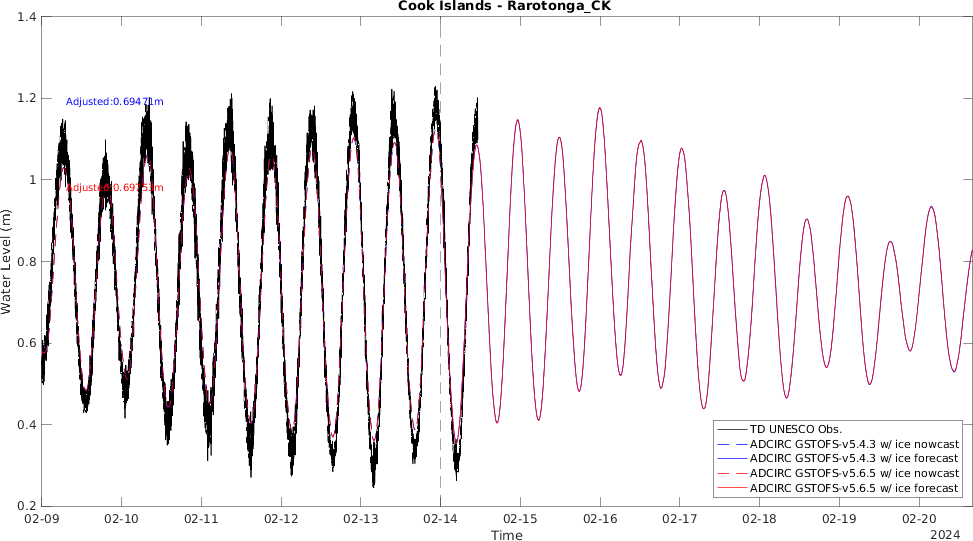 Cook Islands - Rarotonga_CK
1.4
1.2
1
0.8
0.6
0.4
0.2
Water Level (m)
Adjusted:0.69471m
Adjusted:0.69753m
TD UNESCO Obs.
ADCIRC GSTOFS-v5.4.3 w/ ice nowcast
ADCIRC GSTOFS-v5.4.3 w/ ice forecast
ADCIRC GSTOFS-v5.6.5 w/ ice nowcast
ADCIRC GSTOFS-v5.6.5 w/ ice forecast
02-09 02-10 02-11 02-12 02-13 02-14 02-15 02-16 02-17 02-18 02-19 02-20
Time
2024